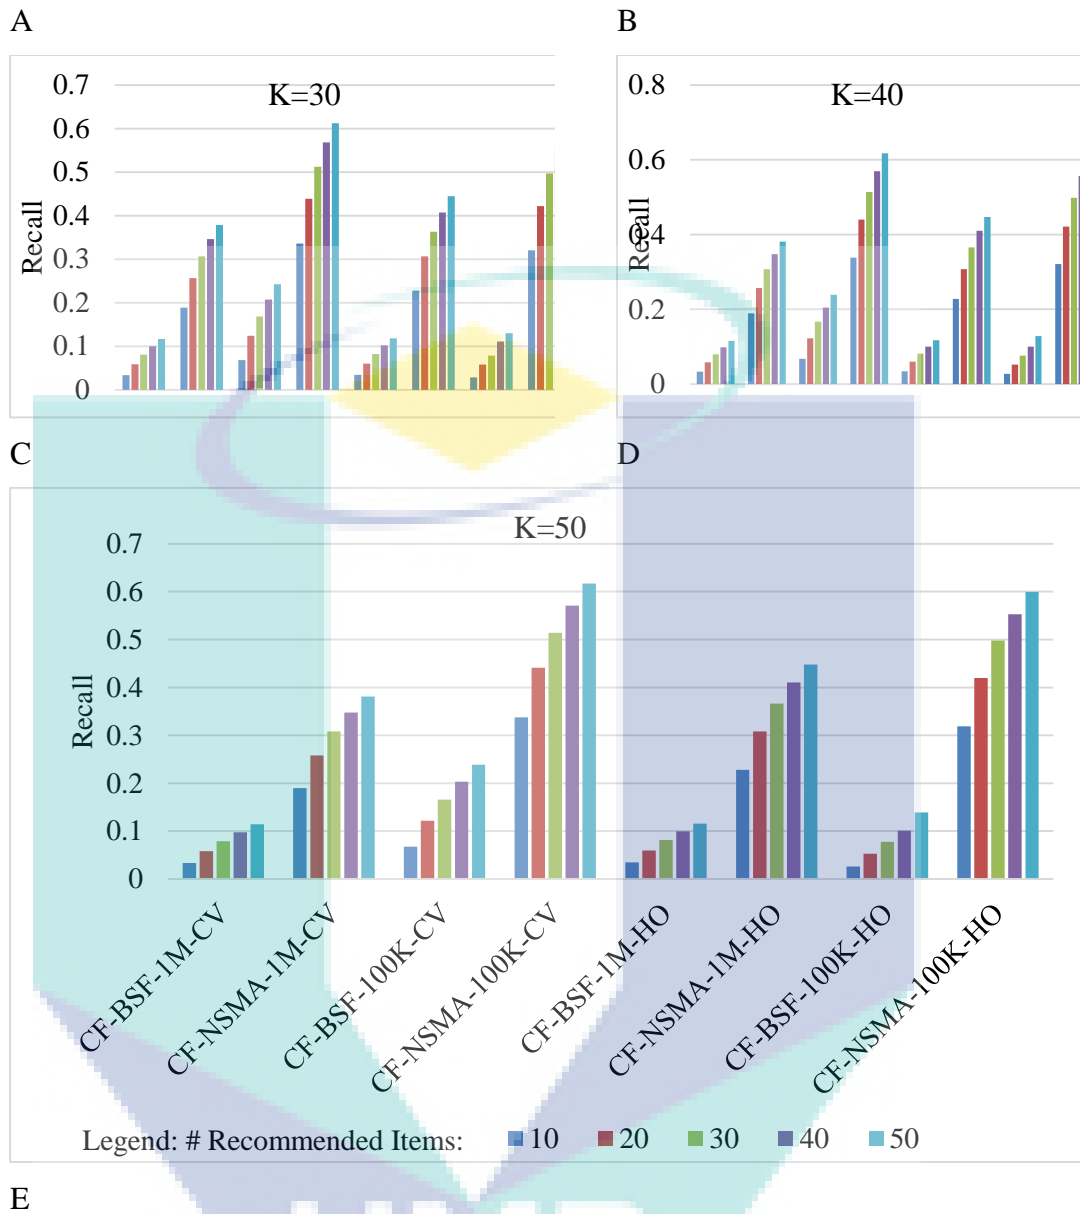 A
B
K=30
0.7
0.6
0.5
0.4
0.3
0.2
0.1
0
Recall
K=40
0.8
0.6
0.4
0.2
0
Recall
C
D
K=50
0.7
0.6
0.5
0.4
0.3
0.2
0.1
0
Recall
CF-BSF-1M-CV
CF-NSMA-1M-CV
CF-BSF-100K-CV
CF-NSMA-100K-CV
CF-BSF-1M-HO
CF-NSMA-1M-HO
CF-BSF-100K-HO
CF-NSMA-100K-HO
Legend: # Recommended Items: 10 20 30 40 50
E